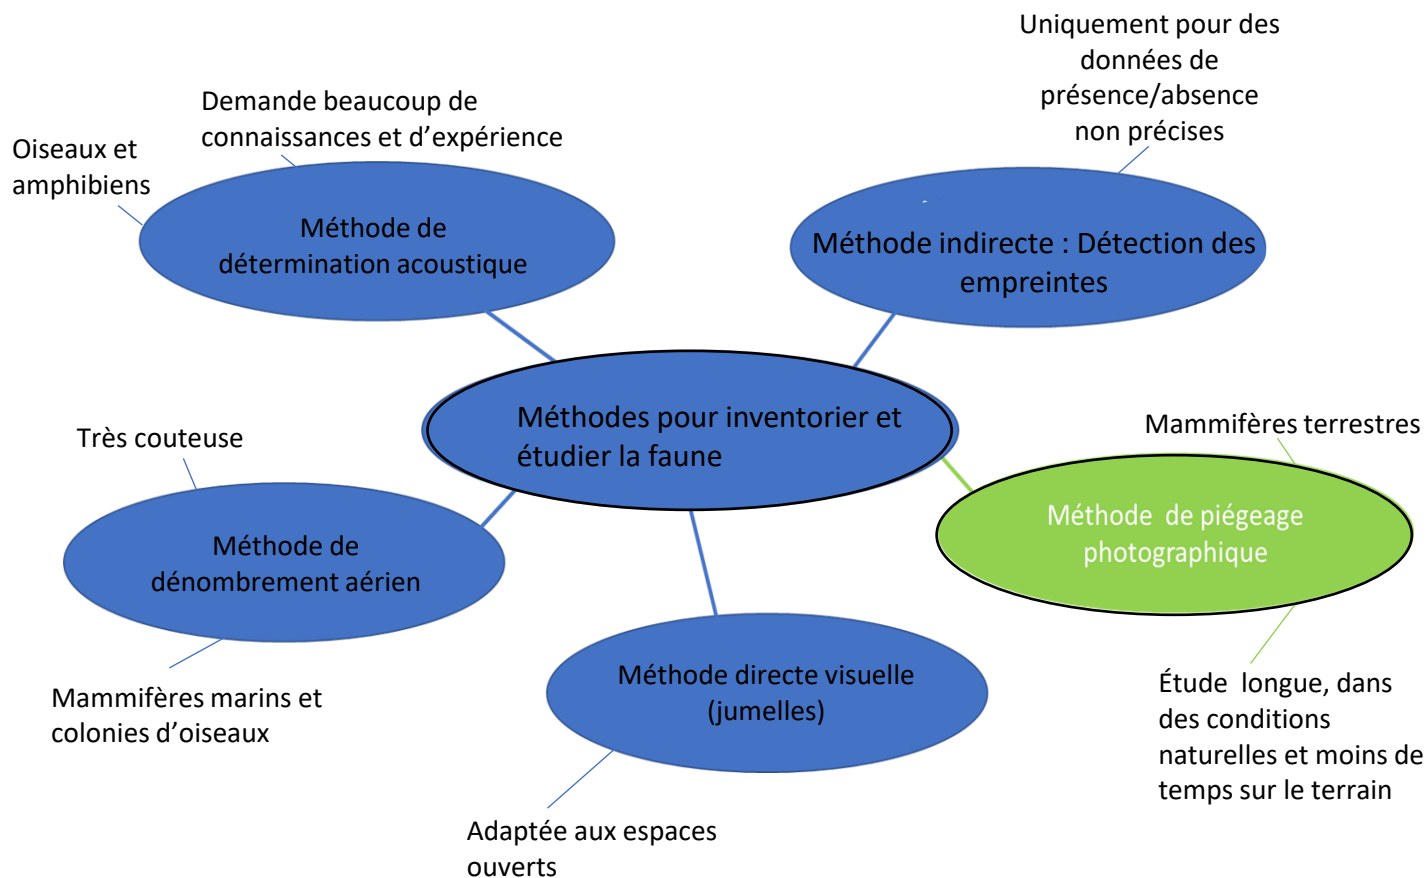 Uniquement pour des
données de
présence/absence
non précises
Demande beaucoup de
connaissances et d’expérience
Oiseaux et
amphibiens
Méthode de
détermination acoustique
Méthode indirecte : Détection des
empreintes
Méthodes pour inventorier et
étudier la faune
Mammifères terrestres
Très couteuse
Méthode de piégeage
photographique
Méthode de
dénombrement aérien
Méthode directe visuelle
(jumelles)
Mammifères marins et
colonies d’oiseaux
Étude longue, dans
des conditions
naturelles et moins de
temps sur le terrain
Adaptée aux espaces
ouverts